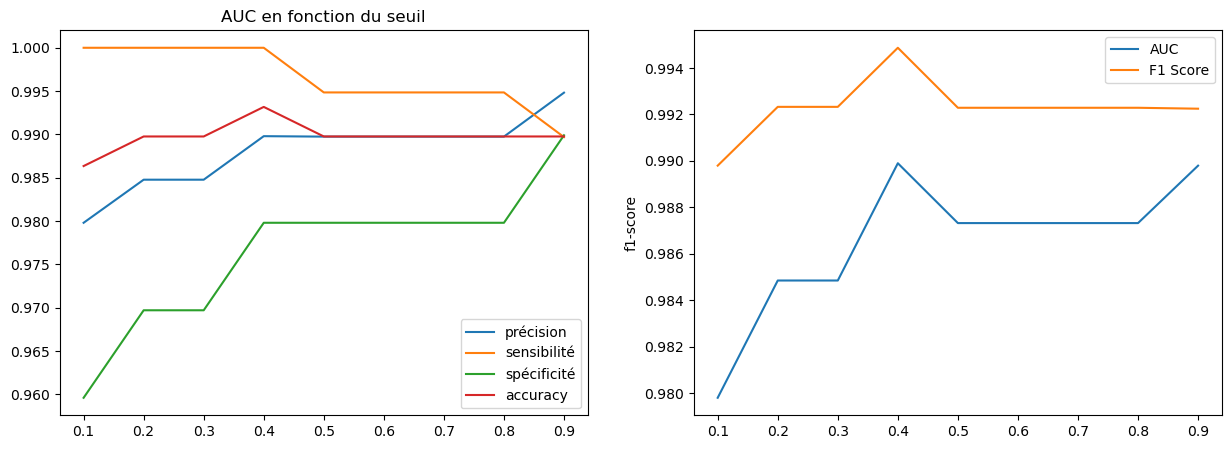 AUC en fonction du seuil
1.000
0.995
0.990
0.985
0.980
0.975
0.970
0.965
0.960
0.1 0.2 0.3 0.4 0.5 0.6 0.7 0.8 0.9
précision
sensibilité
spécificité
accuracy
f1-score
0.994
0.992
0.990
0.988
0.986
0.984
0.982
0.980
0.1 0.2 0.3 0.4 0.5 0.6 0.7 0.8 0.9
AUC
F1 Score